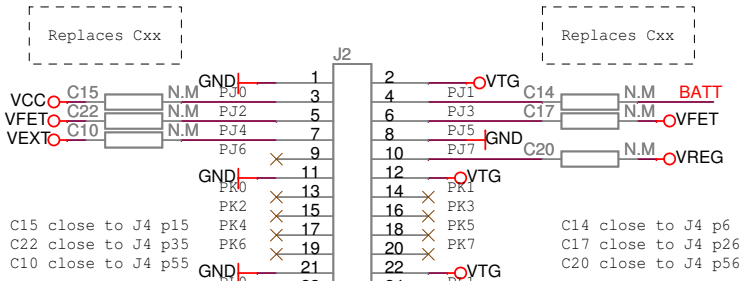 Replaces Cxx
Replaces Cxx
J2
GND 1 2 VTG
VCC C15 N.M PJ0 3 4 PJ1 C14 N.M BATT
VFET C22 N.M PJ2 5 6 PJ3 C17 N.M VFET
VEXT C10 N.M PJ4 7 8 PJ5 GND
PJ6 9 10 PJ7 C20 N.M VREG
GND 11 12 VTG
PK0 13 14 PK1
PK2 15 16 PK3
PK4 17 18 PK5
PK6 19 20 PK7
GND 21 22 VTG
C15 close to J4 p15
C22 close to J4 p35
C10 close to J4 p55
C14 close to J4 p6
C17 close to J4 p26
C20 close to J4 p56